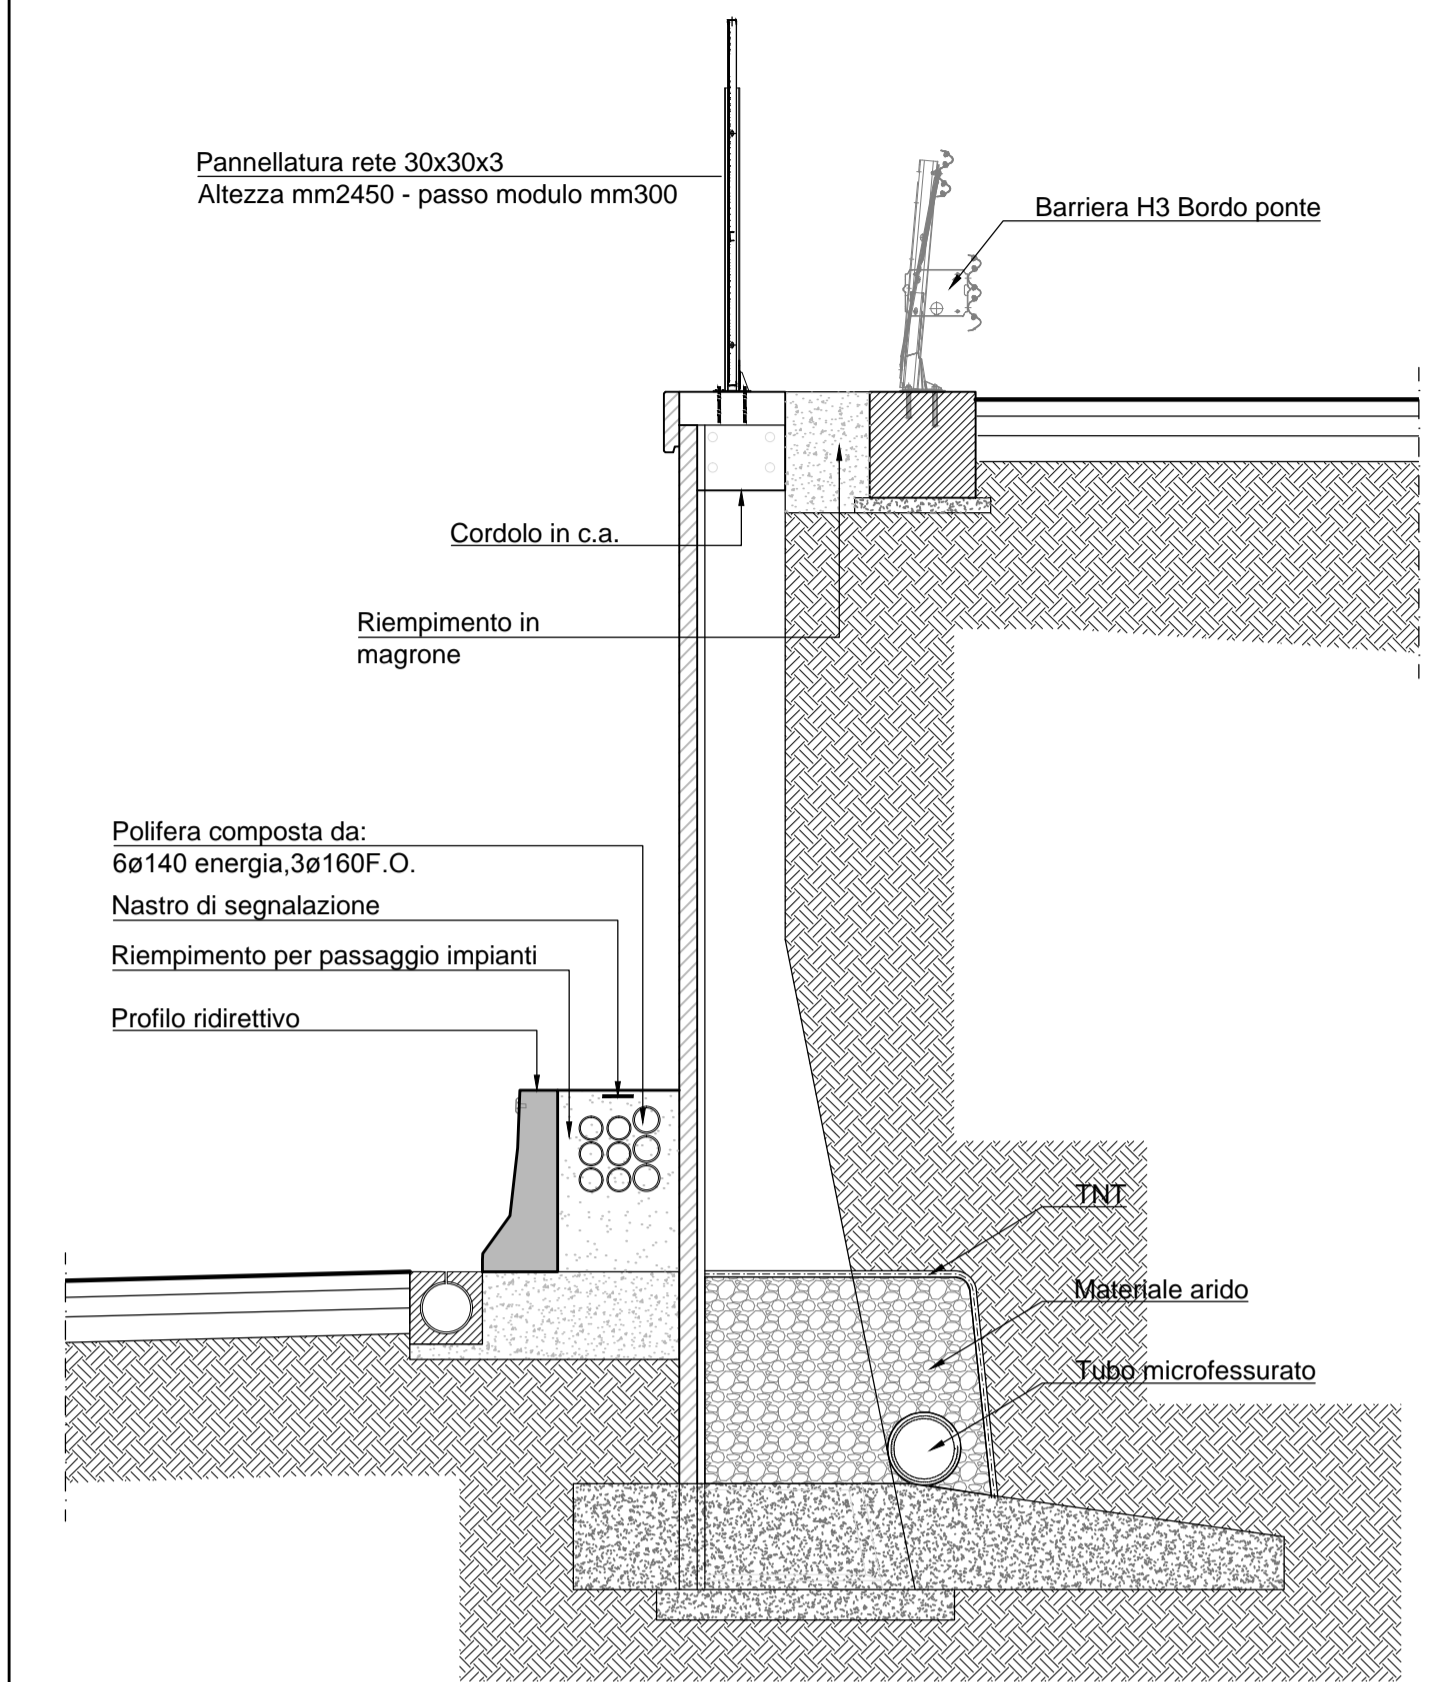 Pannellatura rete 30x30x3
Altezza mm2450 - passo modulo mm300
Barriera H3 Bordo ponte
Cordolo in c.a.
Riempimento in
magrone
Polifera composta da:
6ø140 energia,3ø160F.O.
Nastro di segnalazione
Riempimento per passaggio impianti
Profilo ridirettivo
TNT
Materiale arido
Tubo microfessurato